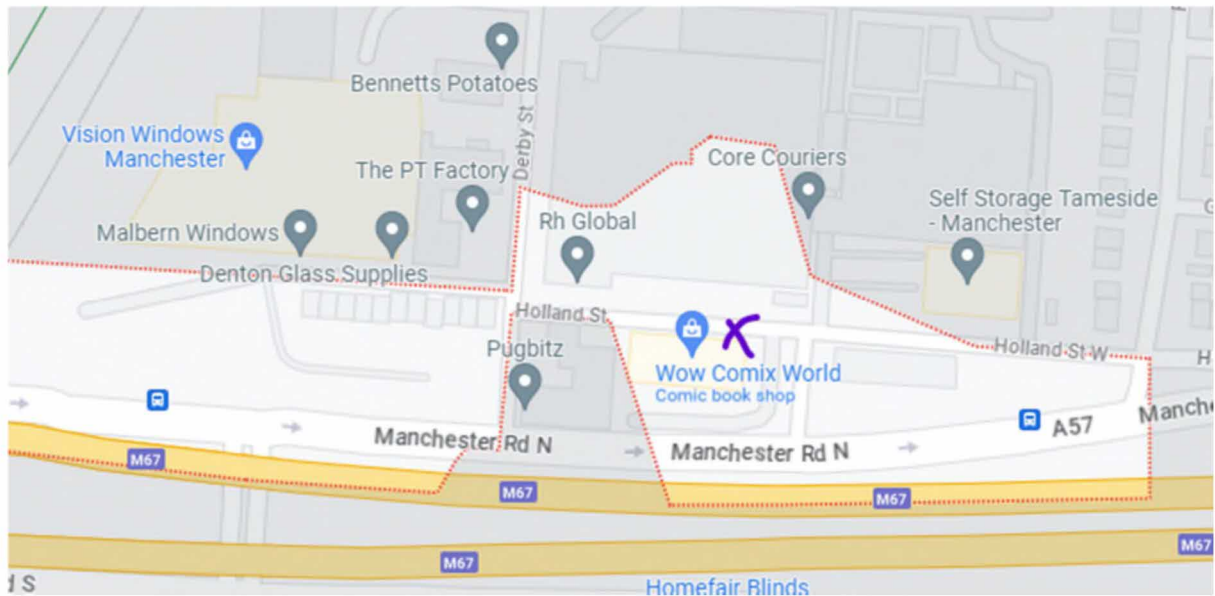 Bennetts Potatoes
Derby St
Vision Windows
Manchester
The PT Factory
Core Couriers
Self Storage Tameside
- Manchester
Malbern Windows
Rh Global
Denton Glass Supplies
Holland St
Pugbitz
Holland St W
Wow Comix World
Comic book shop
Manchester Rd N
Manchester Rd N
A57
M67
M67
M67
M67
M67
Homefair Blinds
d S